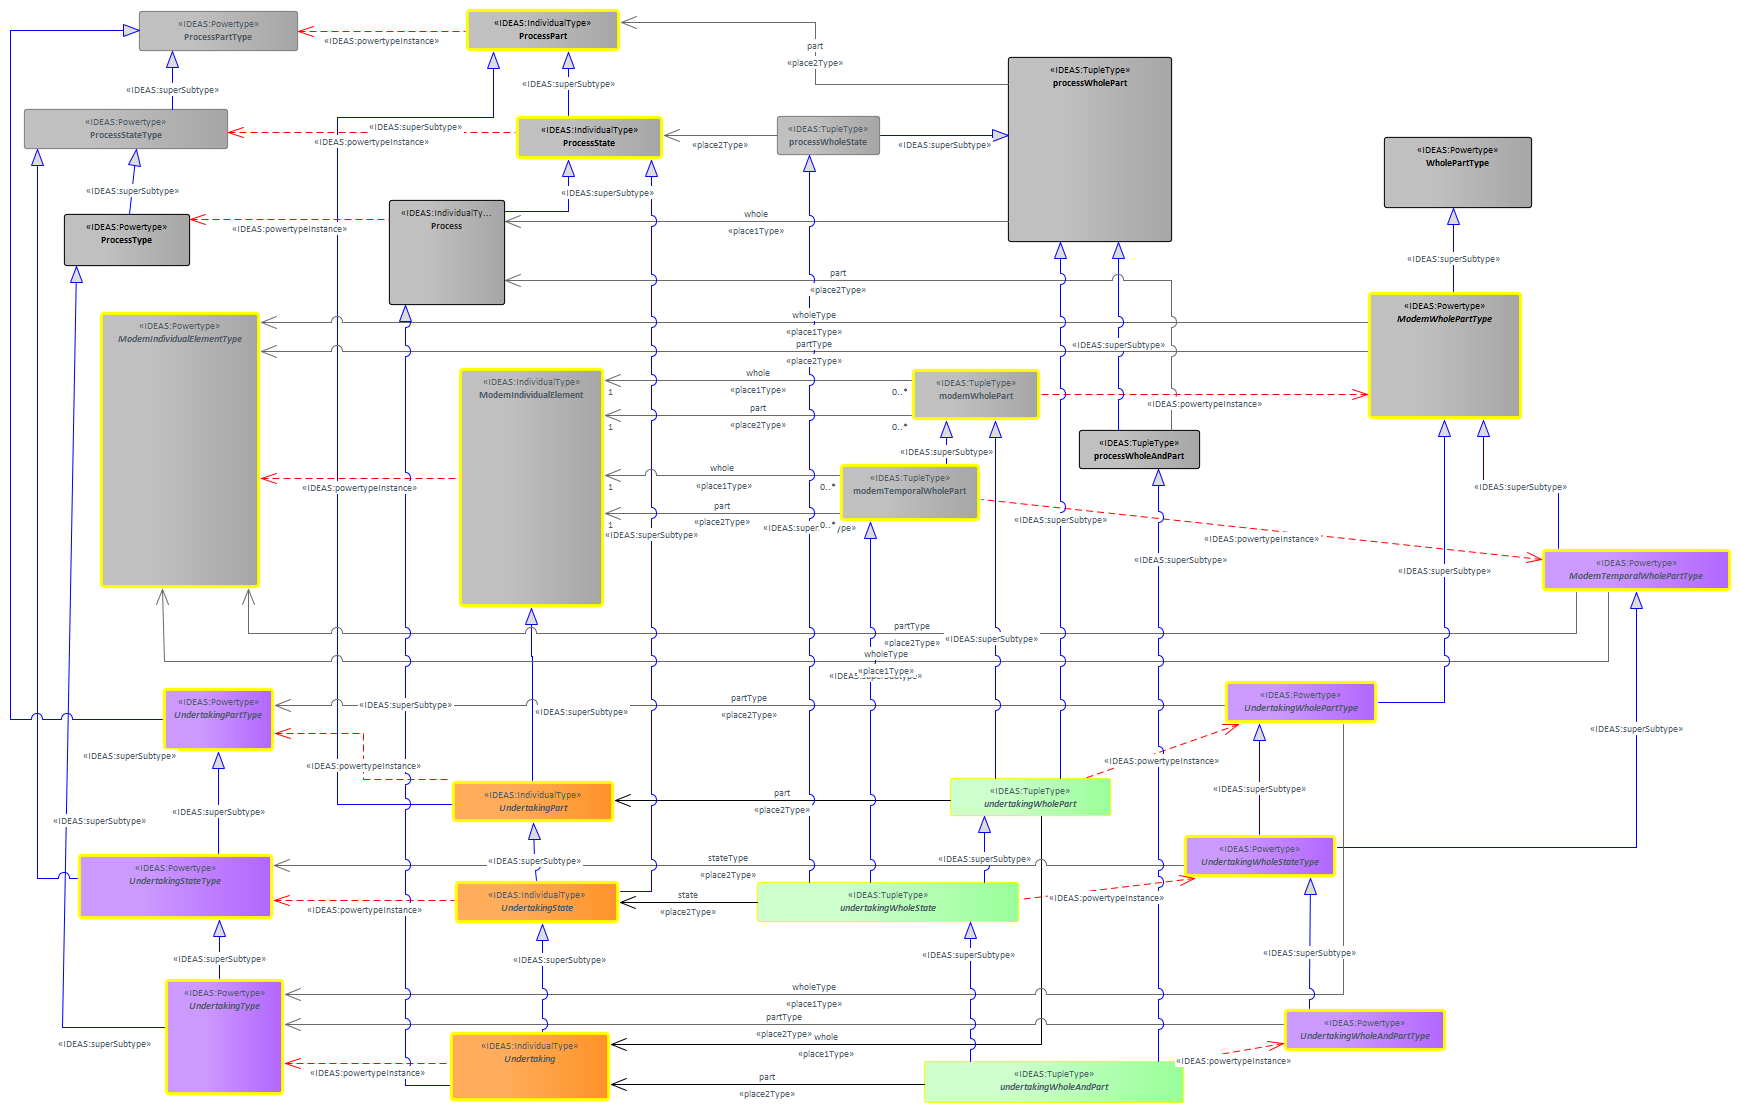 «IDEAS:Powertype»
ProcessPartType
«IDEAS:powertypeInstance»
«IDEAS:IndividualType»
ProcessPart
part
«place2Type»
«IDEAS:TupleType»
processWholePart
«IDEAS:superSubtype»
«IDEAS:superSubtype»
«IDEAS:Powertype»
ProcessStateType
«IDEAS:superSubtype»
«IDEAS:powertypeInstance»
«IDEAS:IndividualType»
ProcessState
«place2Type»
«IDEAS:TupleType»
processWholeState
«IDEAS:superSubtype»
«IDEAS:Powertype»
WholePartType
«IDEAS:superSubtype»
«IDEAS:superSubtype»
«IDEAS:Powertype»
ProcessType
«IDEAS:powertypeInstance»
«IDEAS:IndividualTy...
Process
whole
«place1Type»
part
«place2Type»
«IDEAS:superSubtype»
«IDEAS:Powertype»
ModemIndividualElementType
wholeType
«place1Type»
partType
«place2Type»
«IDEAS:superSubtype»
«IDEAS:Powertype»
ModemWholePartType
«IDEAS:IndividualType»
ModemIndividualElement
whole
«place1Type»
1
0..*
part
«place2Type»
1
0..*
«IDEAS:TupleType»
modemWholePart
«IDEAS:powertypeInstance»
«IDEAS:superSubtype»
«IDEAS:TupleType»
processWholeAndPart
«IDEAS:powertypeInstance»
whole
«place1Type»
1
0..*
part
«place2Type»
1
0..*
«IDEAS:TupleType»
modemTemporalWholePart
«IDEAS:superSubtype»
«IDEAS:superSubtype»
«IDEAS:super
ype»
«IDEAS:superSubtype»
«IDEAS:powertypeInstance»
«IDEAS:superSubtype»
«IDEAS:superSubtype»
«IDEAS:Powertype»
ModemTemporalWholePartType
partType
«place2Type»
«IDEAS:superSubtype»
wholeType
«place1Type»
«IDEAS:superSubtype»
«IDEAS:Powertype»
UndertakingPartType
«IDEAS:superSubtype»
«IDEAS:superSubtype»
partType
«place2Type»
«IDEAS:Powertype»
UndertakingWholePartType
«IDEAS:superSubtype»
«IDEAS:superSubtype»
«IDEAS:powertypeInstance»
«IDEAS:powertypeInstance»
«IDEAS:IndividualType»
UndertakingPart
part
«place2Type»
«IDEAS:TupleType»
undertakingWholePart
«IDEAS:superSubtype»
«IDEAS:superSubtype»
«IDEAS:superSubtype»
«IDEAS:Powertype»
UndertakingStateType
«IDEAS:superSubtype»
stateType
«place2Type»
«IDEAS:superSubtype»
«IDEAS:Powertype»
UndertakingWholeStateType
«IDEAS:powertypeInstance»
«IDEAS:IndividualType»
UndertakingState
state
«place2Type»
«IDEAS:TupleType»
undertakingWholeState
«IDEAS:powertypeInstance»
«IDEAS:superSubtype»
«IDEAS:superSubtype»
«IDEAS:superSubtype»
«IDEAS:superSubtype»
«IDEAS:Powertype»
UndertakingType
wholeType
«place1Type»
partType
«place2Type»
«IDEAS:Powertype»
UndertakingWholeAndPartType
«IDEAS:superSubtype»
«IDEAS:powertypeInstance»
«IDEAS:IndividualType»
Undertaking
whole
«place1Type»
part
«place2Type»
«IDEAS:TupleType»
undertakingWholeAndPart
«IDEAS:powertypeInstance»